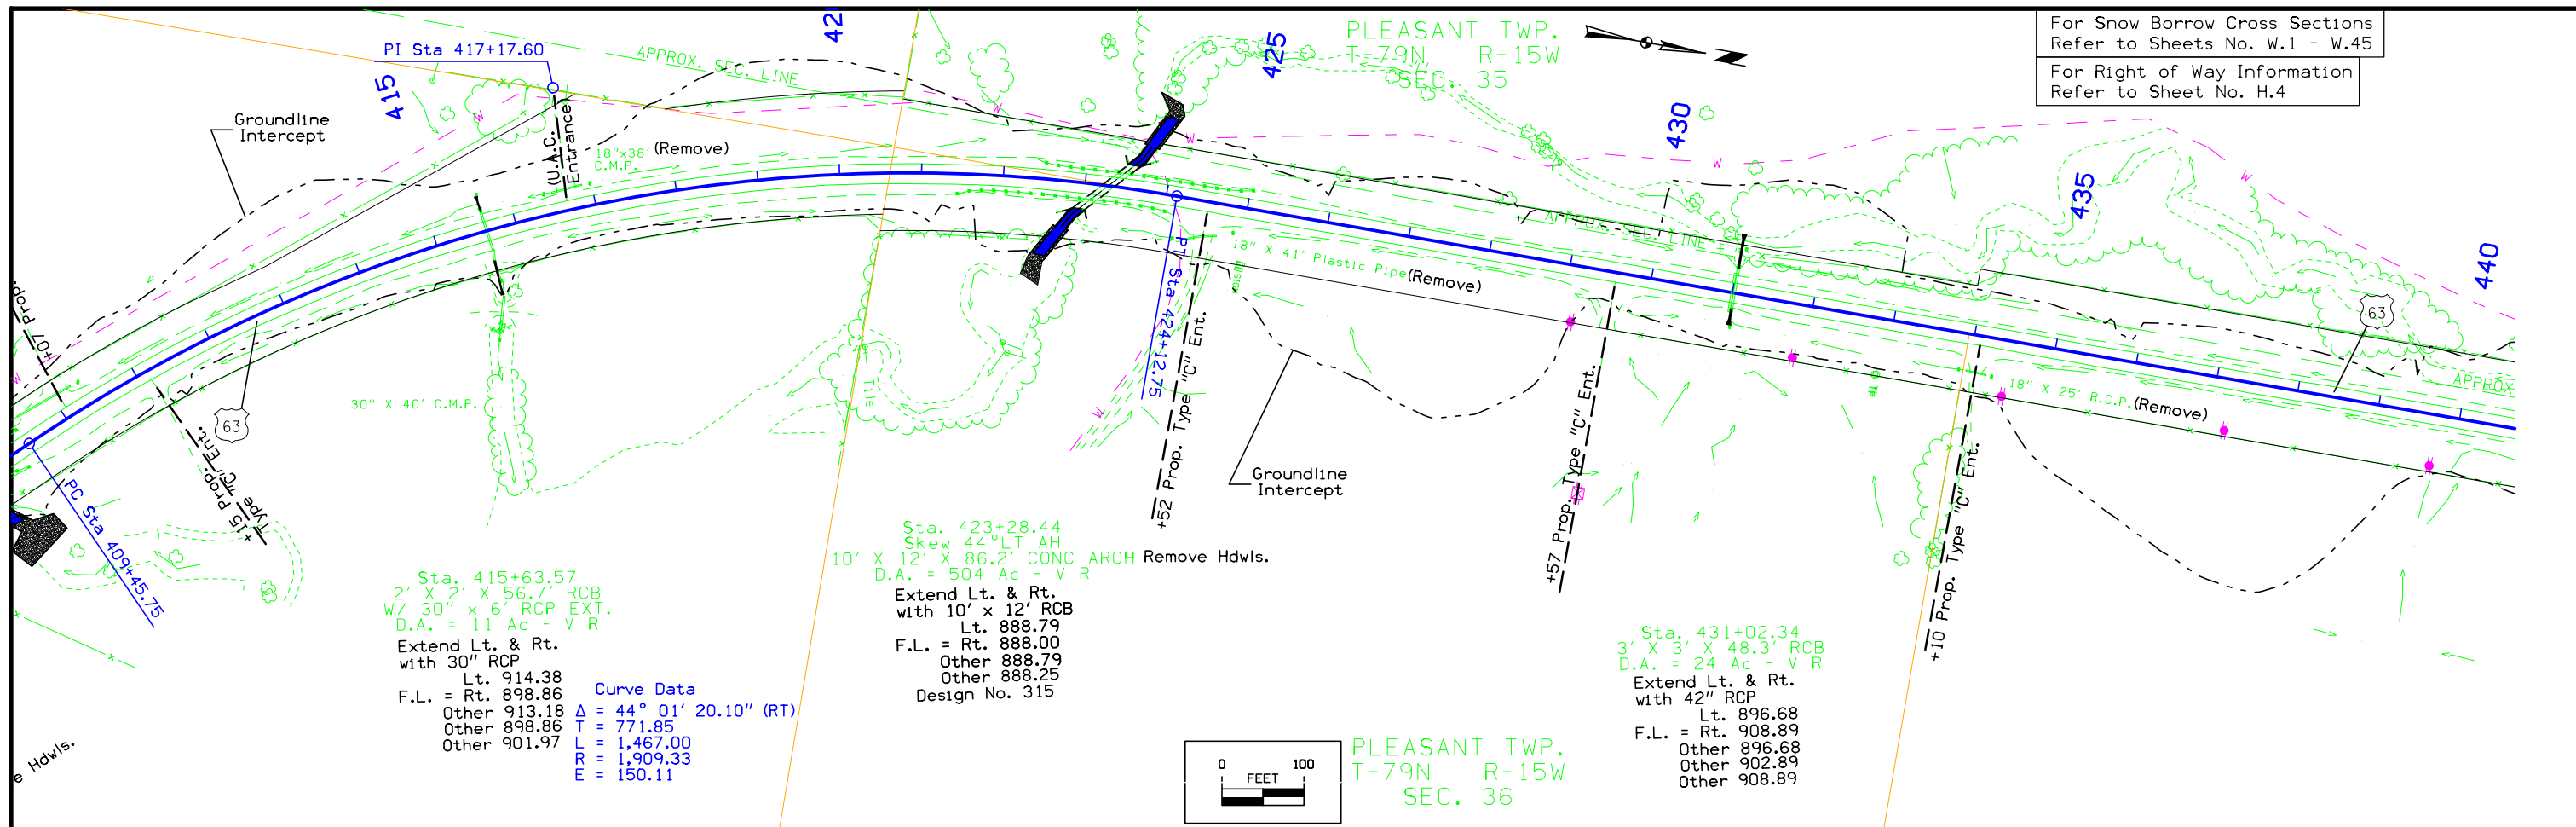 For Snow Borrow Cross Sections
Refer to Sheets No. W.1 - W.45
For Right of Way Information
Refer to Sheet No. H.4
PI Sta 417+17.60
415
425
430
435
440
APPROX. SEC. LINE
PLEASANT TWP.
T-79N R-15W
SEC. 35
Groundline
Intercept
(U.A.C.
Entrance)
18"x38'
C.M.P.
(Remove)
W
W
W
W
W
W
W
W
APPROX. SEC. LINE
18" X 41' Plastic Pipe
(Remove)
+07 Prop.
63
63
30" X 40' C.M.P.
+15 Prop.
Type "C" Ent.
PC Sta 409+45.75
PT Sta 424+12.75
TILE
+52 Prop. Type "C" Ent.
+57 Prop. Type "C" Ent.
+10 Prop. Type "C" Ent.
18" X 25' R.C.P.
(Remove)
APPROX
Groundline
Intercept
Sta. 415+63.57
2' X 2' X 56.7' RCB
W/ 30" x 6' RCP EXT.
D.A. = 11 Ac - V R
Extend Lt. & Rt.
with 30" RCP
Lt. 914.38
F.L. = Rt. 898.86
Other 913.18
Other 898.86
Other 901.97
Curve Data
Δ = 44° 01' 20.10" (RT)
T = 771.85
L = 1,467.00
R = 1,909.33
E = 150.11
Sta. 423+28.44
Skew 44°LT AH
10' X 12' X 86.2' CONC ARCH
Remove Hdwls.
D.A. = 504 Ac - V R
Extend Lt. & Rt.
with 10' x 12' RCB
Lt. 888.79
F.L. = Rt. 888.00
Other 888.79
Other 888.25
Design No. 315
Sta. 431+02.34
3' X 3' X 48.3' RCB
D.A. = 24 Ac - V R
Extend Lt. & Rt.
with 42" RCP
Lt. 896.68
F.L. = Rt. 908.89
Other 896.68
Other 902.89
Other 908.89
e Hdwls.
0 100
FEET
PLEASANT TWP.
T-79N R-15W
SEC. 36